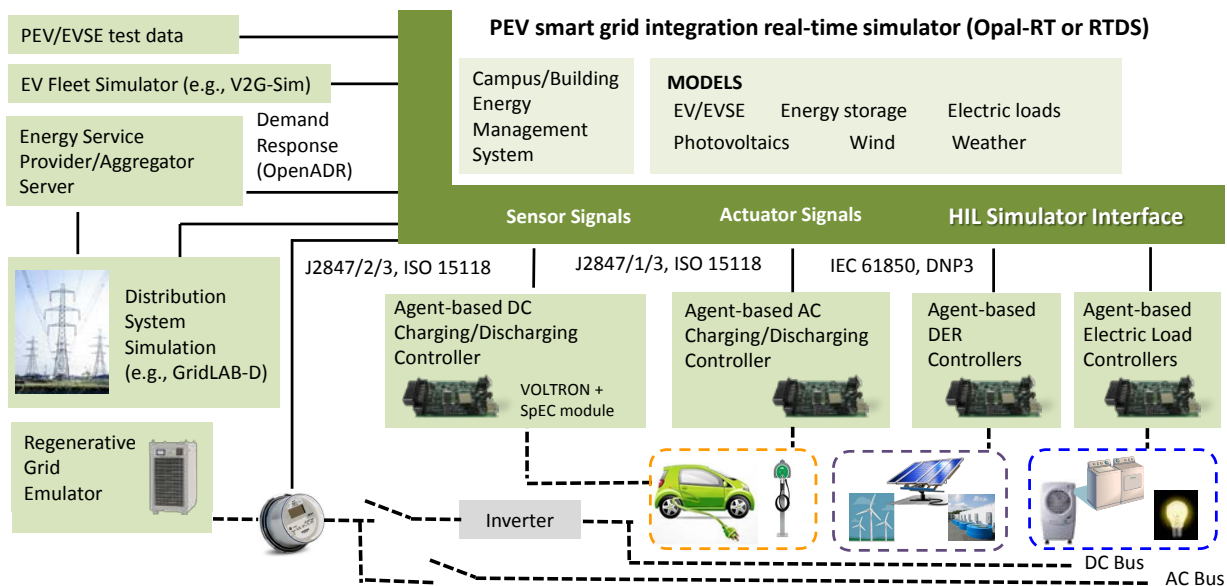 PEV smart grid integration real-time simulator (Opal-RT or RTDS)
PEV/EVSE test data
EV Fleet Simulator (e.g., V2G-Sim)
Energy Service
Provider/Aggregator
Server
Demand
Response
(OpenADR)
Campus/Building
Energy
Management
System
MODELS
EV/EVSE Energy storage Electric loads
Photovoltaics Wind Weather
Sensor Signals
Actuator Signals
HIL Simulator Interface
J2847/2/3, ISO 15118
J2847/1/3, ISO 15118
IEC 61850, DNP3
Distribution
System
Simulation
(e.g., GridLAB-D)
Agent-based DC
Charging/Discharging
Controller
VOLTRON +
SpEC module
Agent-based AC
Charging/Discharging
Controller
Agent-based
DER
Controllers
Agent-based
Electric Load
Controllers
Regenerative
Grid
Emulator
Inverter
DC Bus
AC Bus